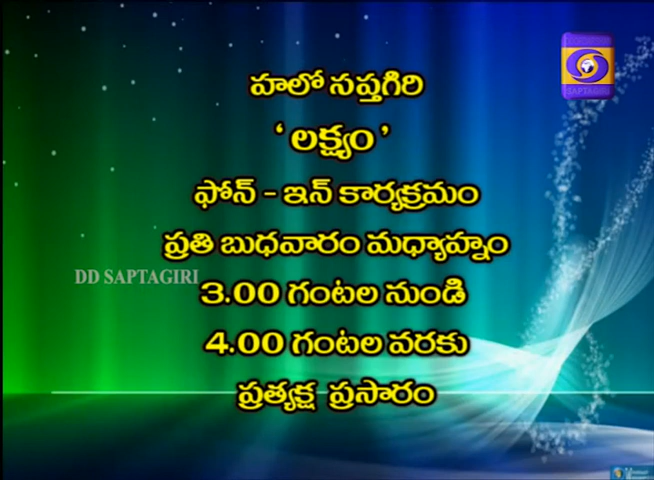 హలో సప్తగిరి
SAPTAGIRI
‘ లక్ష్యం ’
ఫోన్ - ఇన్ కార్యక్రమం
ప్రతి బుధవారం మధ్యాహ్నం
DD SAPTAGIRI
3.00 గంటల నుండి
4.00 గంటల వరకు
ప్రత్యక్ష ప్రసారం